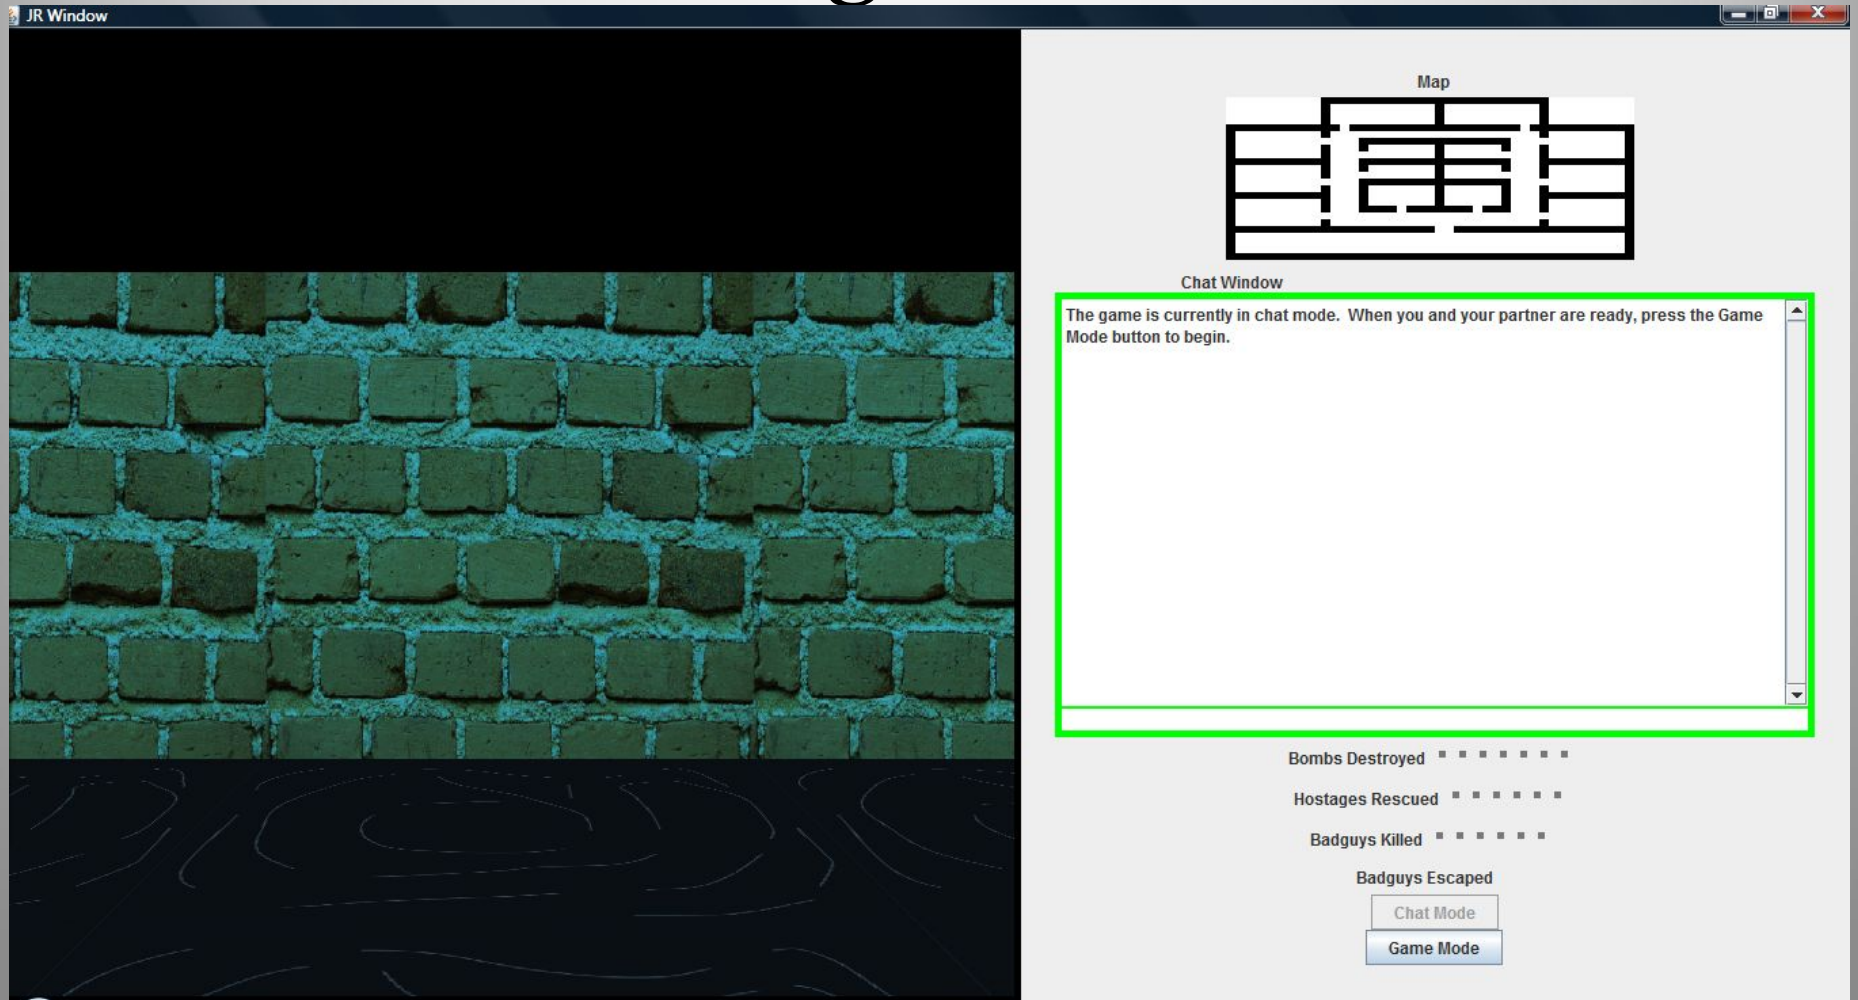 JR Window
Map
Chat Window
The game is currently in chat mode.  When you and your partner are ready, press the Game
Mode button to begin.
Bombs Destroyed
Hostages Rescued
Badguys Killed
Badguys Escaped
Chat Mode
Game Mode